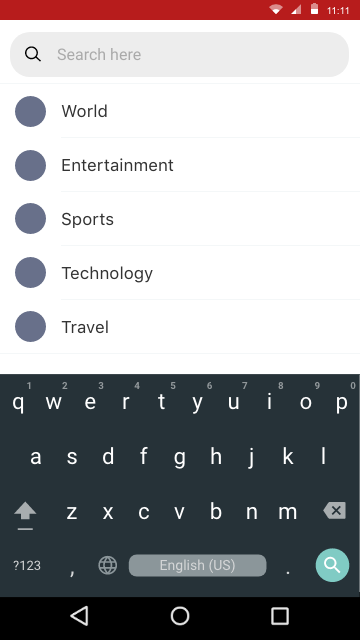 11:11
Search here
World
Entertainment
Sports
Technology
Travel
1 2 3 4 5 6 7 8 9 0
q w e r t y u i o p
a s d f g h j k l
z x c v b n m
?123 , English (US) .